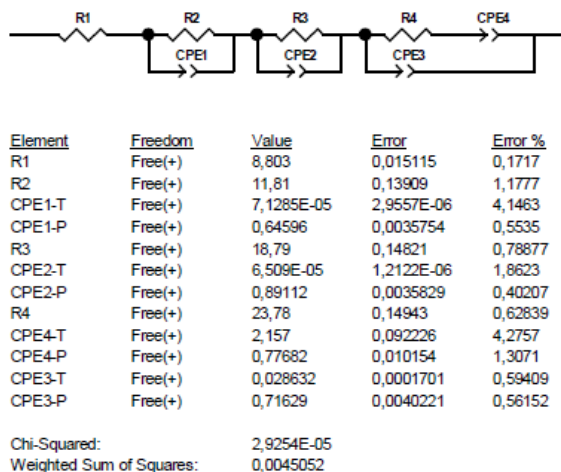 R1 R2 R3 R4 CPE4
CPE1 CPE2 CPE3
Element Freedom Value Error Error %
R1 Free(+) 8,803 0,015115 0,1717
R2 Free(+) 11,81 0,13909 1,1777
CPE1-T Free(+) 7,1285E-05 2,9557E-06 4,1463
CPE1-P Free(+) 0,64596 0,0035754 0,5535
R3 Free(+) 18,79 0,14821 0,78877
CPE2-T Free(+) 6,509E-05 1,2122E-06 1,8623
CPE2-P Free(+) 0,89112 0,0035829 0,40207
R4 Free(+) 23,78 0,14943 0,62839
CPE4-T Free(+) 2,157 0,092226 4,2757
CPE4-P Free(+) 0,77682 0,010154 1,3071
CPE3-T Free(+) 0,028632 0,0001701 0,59409
CPE3-P Free(+) 0,71629 0,0040221 0,56152
Chi-Squared: 2,9254E-05
Weighted Sum of Squares: 0,0045052